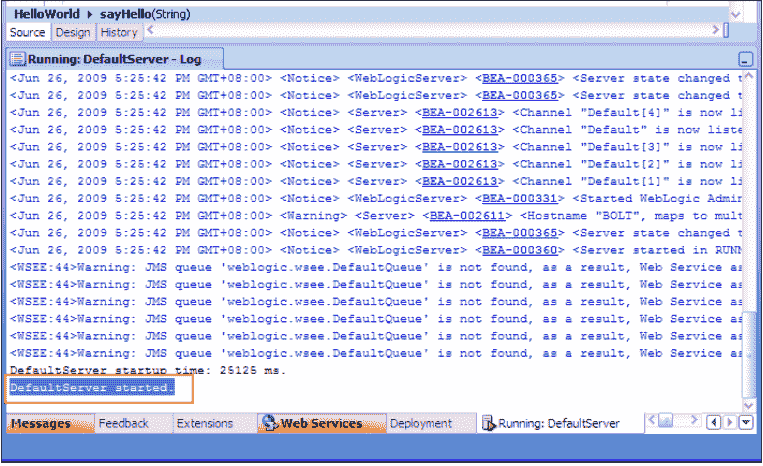 HelloWorld sayHello(String)
Source Design History
Running: DefaultServer - Log
<Jun 26, 2009 5:25:42 PM GMT+08:00> <Notice> <WebLogicServer> <BEA-000365> <Server state changed t
<Jun 26, 2009 5:25:42 PM GMT+08:00> <Notice> <WebLogicServer> <BEA-000365> <Server state changed t
<Jun 26, 2009 5:25:42 PM GMT+08:00> <Notice> <Server> <BEA-002613> <Channel "Default[4]" is now li
<Jun 26, 2009 5:25:42 PM GMT+08:00> <Notice> <Server> <BEA-002613> <Channel "Default" is now liste
<Jun 26, 2009 5:25:42 PM GMT+08:00> <Notice> <Server> <BEA-002613> <Channel "Default[3]" is now li
<Jun 26, 2009 5:25:42 PM GMT+08:00> <Notice> <Server> <BEA-002613> <Channel "Default[2]" is now li
<Jun 26, 2009 5:25:42 PM GMT+08:00> <Notice> <Server> <BEA-002613> <Channel "Default[1]" is now li
<Jun 26, 2009 5:25:42 PM GMT+08:00> <Notice> <WebLogicServer> <BEA-000331> <Started WebLogic Admin
<Jun 26, 2009 5:25:42 PM GMT+08:00> <Warning> <Server> <BEA-002611> <Hostname "BOLT", maps to mult
<Jun 26, 2009 5:25:42 PM GMT+08:00> <Notice> <WebLogicServer> <BEA-000365> <Server state changed t
<Jun 26, 2009 5:25:42 PM GMT+08:00> <Notice> <WebLogicServer> <BEA-000360> <Server started in RUNN
<WSEE:44>Warning: JMS queue 'weblogic.wsee.DefaultQueue' is not found, as a result, Web Service as
<WSEE:44>Warning: JMS queue 'weblogic.wsee.DefaultQueue' is not found, as a result, Web Service as
<WSEE:44>Warning: JMS queue 'weblogic.wsee.DefaultQueue' is not found, as a result, Web Service as
<WSEE:44>Warning: JMS queue 'weblogic.wsee.DefaultQueue' is not found, as a result, Web Service as
<WSEE:44>Warning: JMS queue 'weblogic.wsee.DefaultQueue' is not found, as a result, Web Service as
<WSEE:44>Warning: JMS queue 'weblogic.wsee.DefaultQueue' is not found, as a result, Web Service as
DefaultServer startup time: 25125 ms.
DefaultServer started.
Messages Feedback Extensions Web Services Deployment Running: DefaultServer